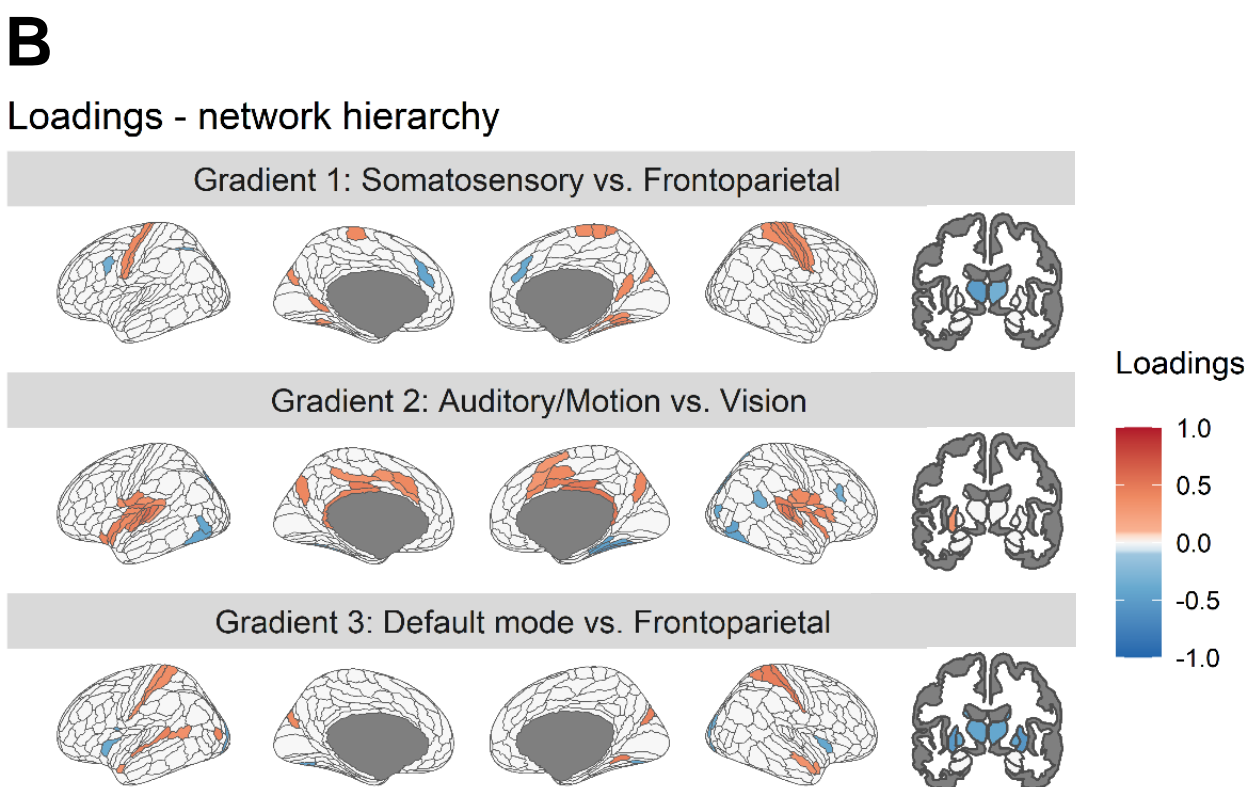 B
Loadings - network hierarchy
Gradient 1: Somatosensory vs. Frontoparietal
Gradient 2: Auditory/Motion vs. Vision
Gradient 3: Default mode vs. Frontoparietal
Loadings
1.0
0.5
0.0
-0.5
-1.0